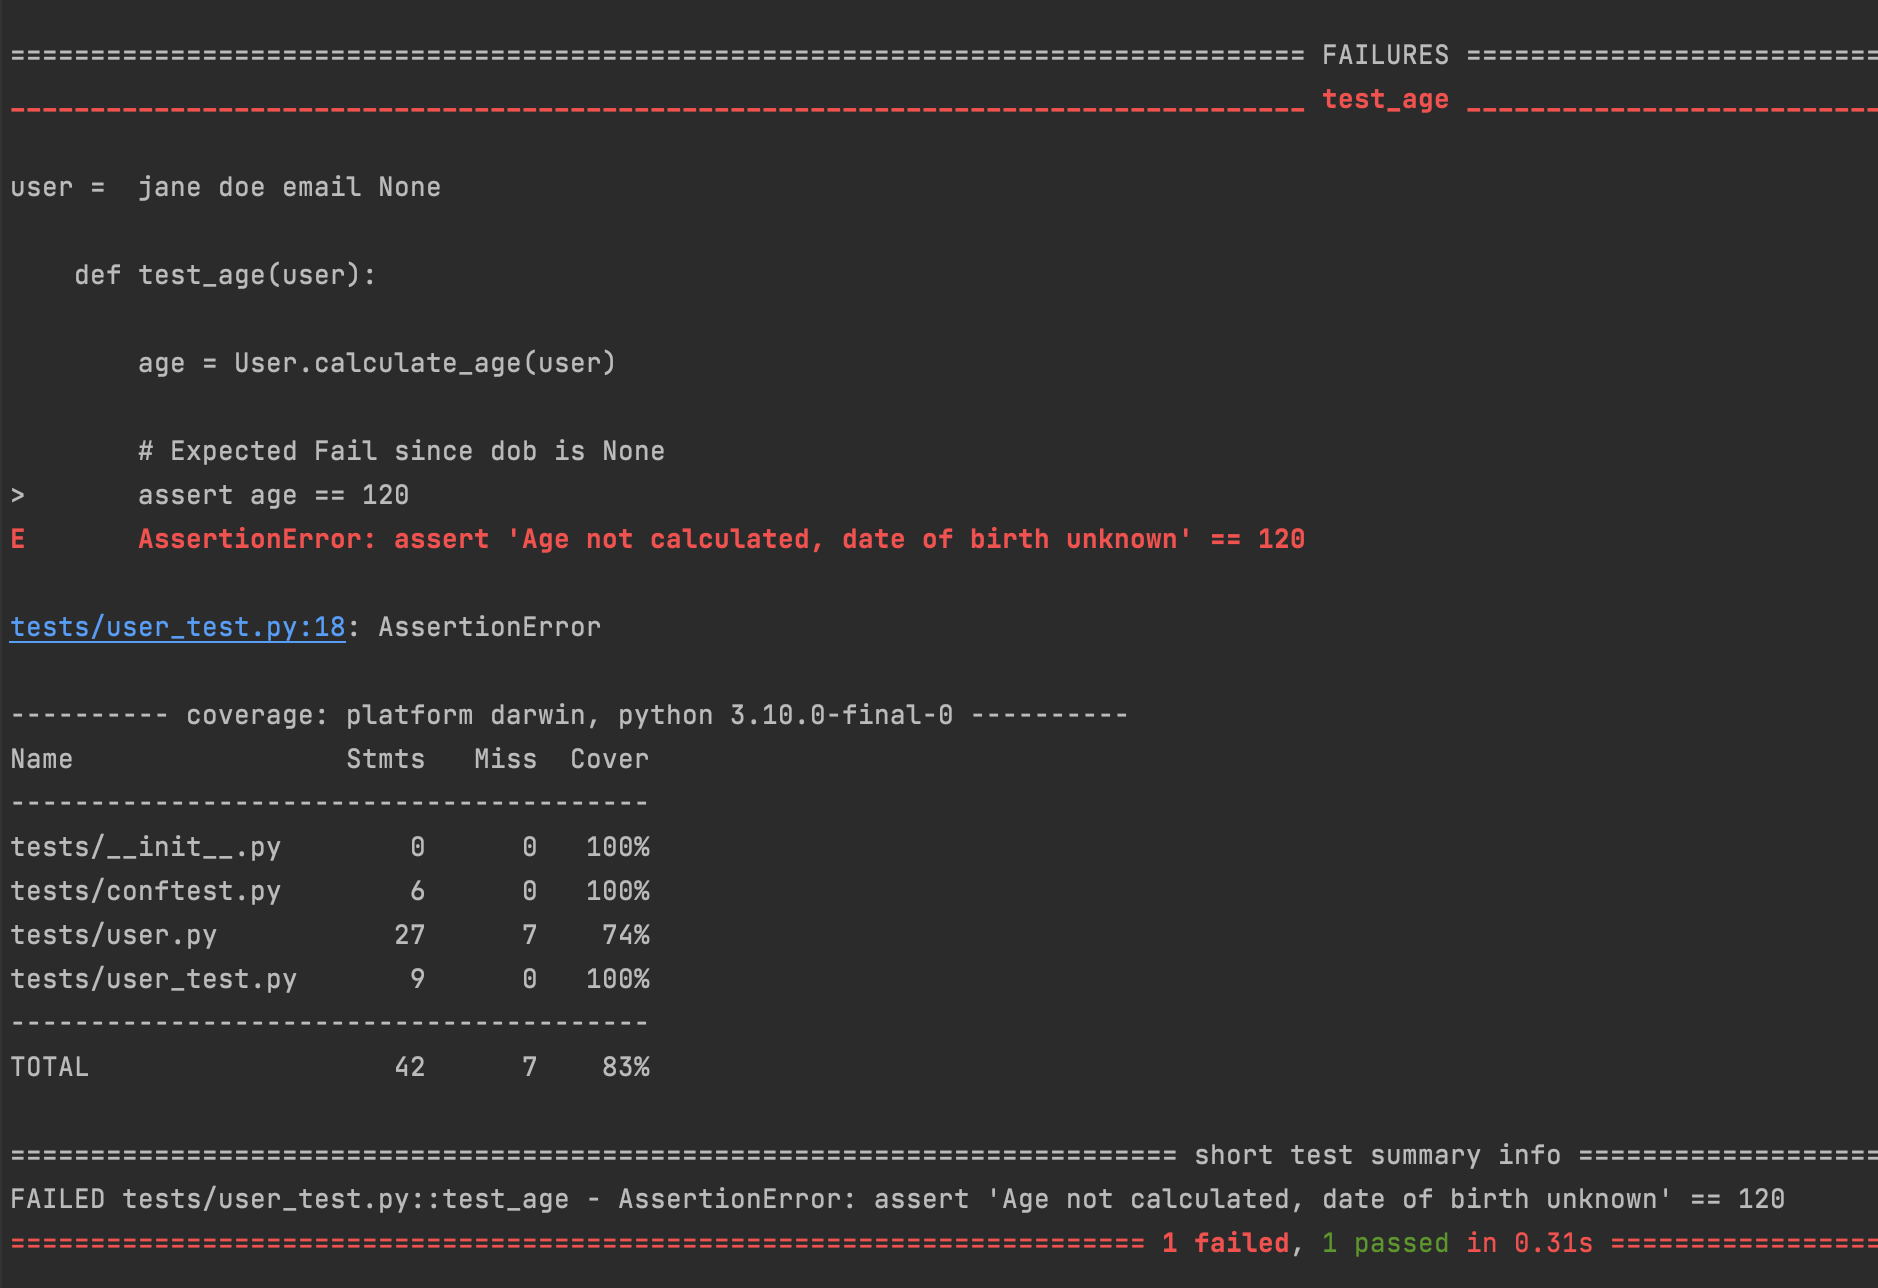 ================================================================================= FAILURES ==========================
_________________________________________________________________________________ test_age __________________________
user =  jane doe email None
    def test_age(user):
        age = User.calculate_age(user)
        # Expected Fail since dob is None
>       assert age == 120
E       AssertionError: assert 'Age not calculated, date of birth unknown' == 120
tests/user_test.py:18: AssertionError
---------- coverage: platform darwin, python 3.10.0-final-0 ----------
Name                 Stmts   Miss  Cover
----------------------------------------
tests/__init__.py        0      0   100%
tests/conftest.py        6      0   100%
tests/user.py           27      7    74%
tests/user_test.py       9      0   100%
----------------------------------------
TOTAL                   42      7    83%
========================================================================= short test summary info ===================
FAILED tests/user_test.py::test_age - AssertionError: assert 'Age not calculated, date of birth unknown' == 120
======================================================================= 1 failed, 1 passed in 0.31s =================